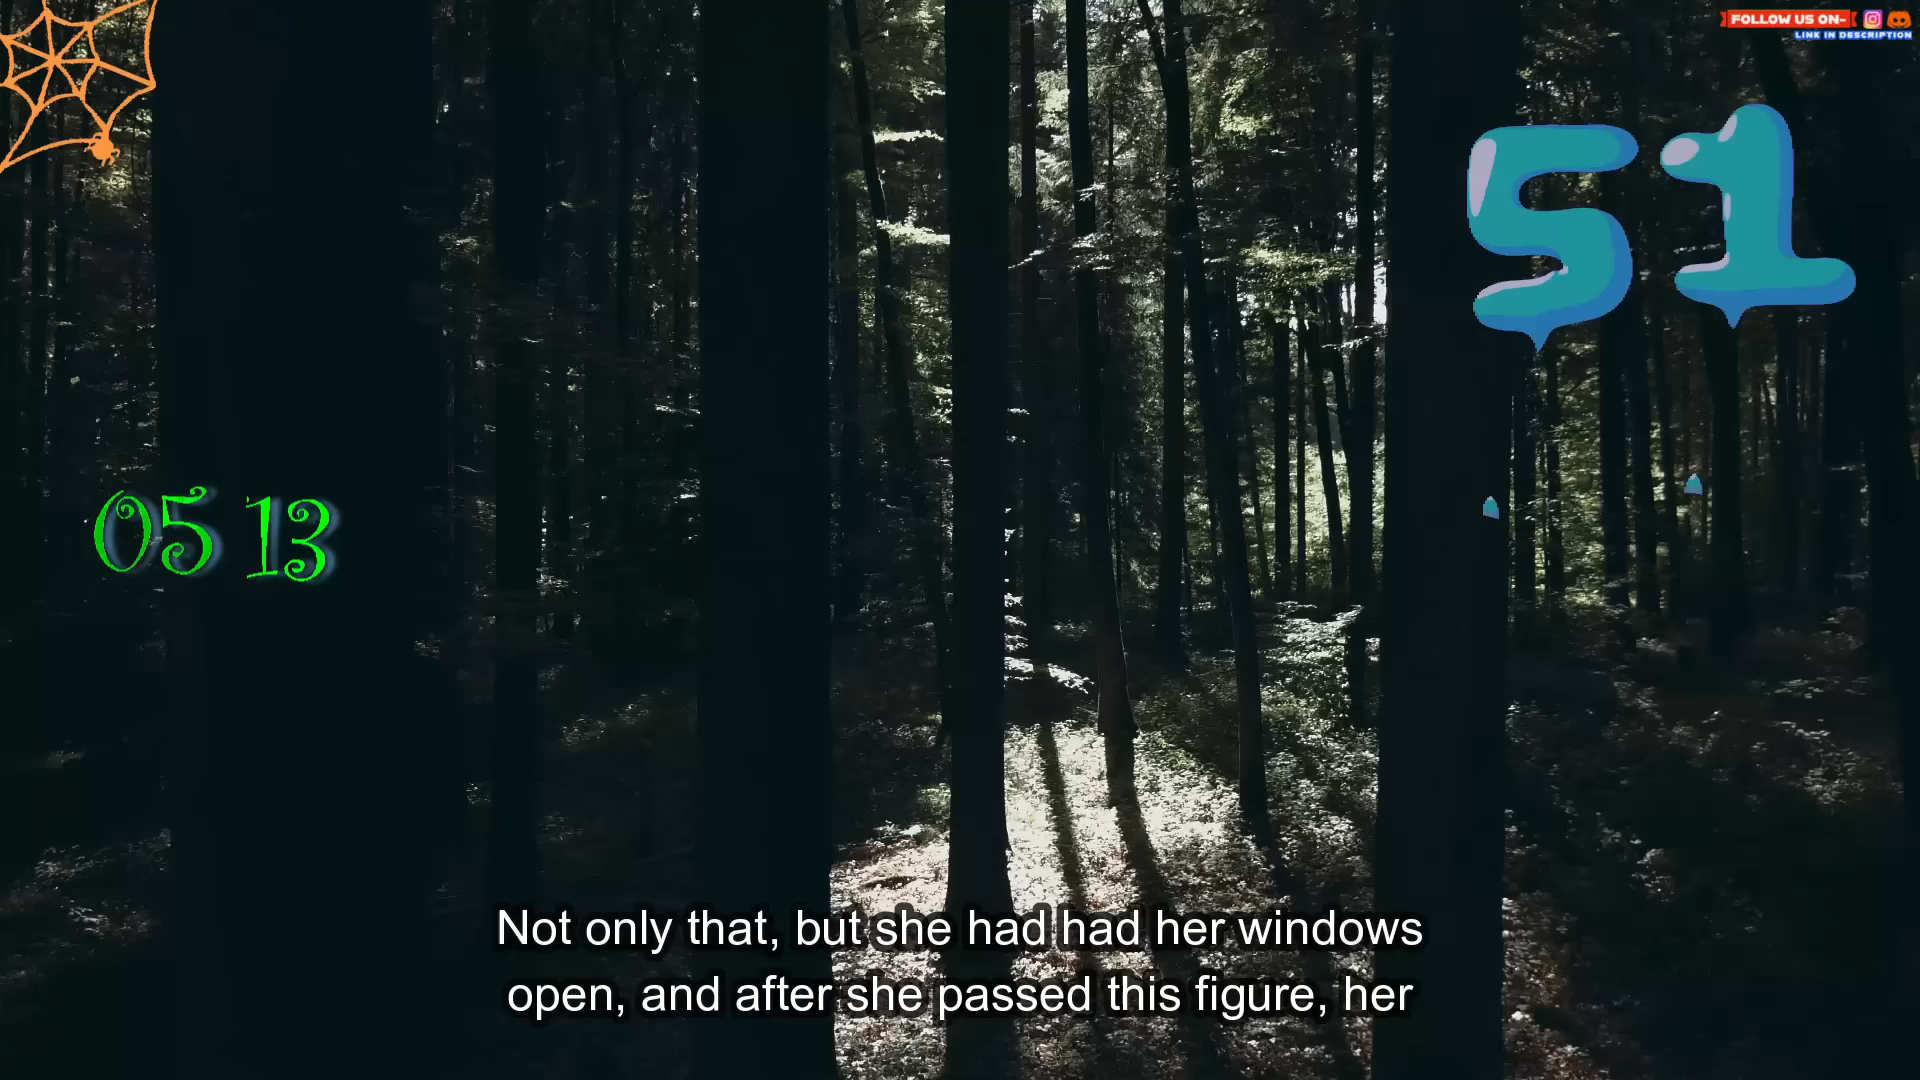 FOLLOW US ON-
LINK IN DESCRIPTION
51
05 13
Not only that, but she had had her windows
open, and after she passed this figure, her